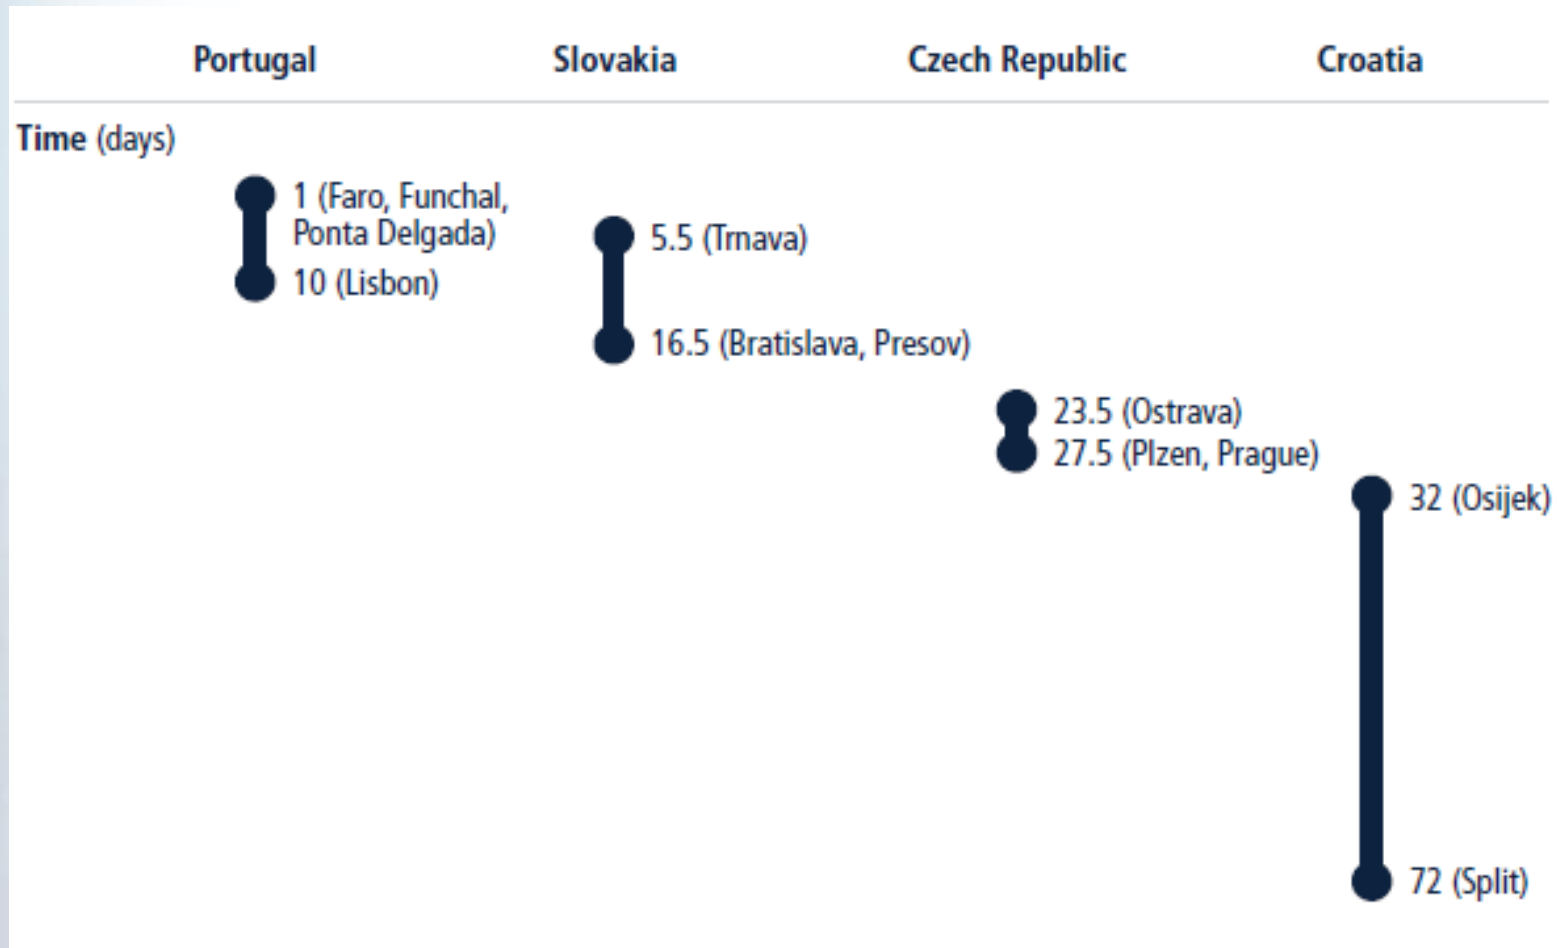 Portugal
Slovakia
Czech Republic
Croatia
Time (days)
1 (Faro, Funchal,
Ponta Delgada)
10 (Lisbon)
5.5 (Trnava)
16.5 (Bratislava, Presov)
23.5 (Ostrava)
27.5 (Plzen, Prague)
32 (Osijek)
72 (Split)